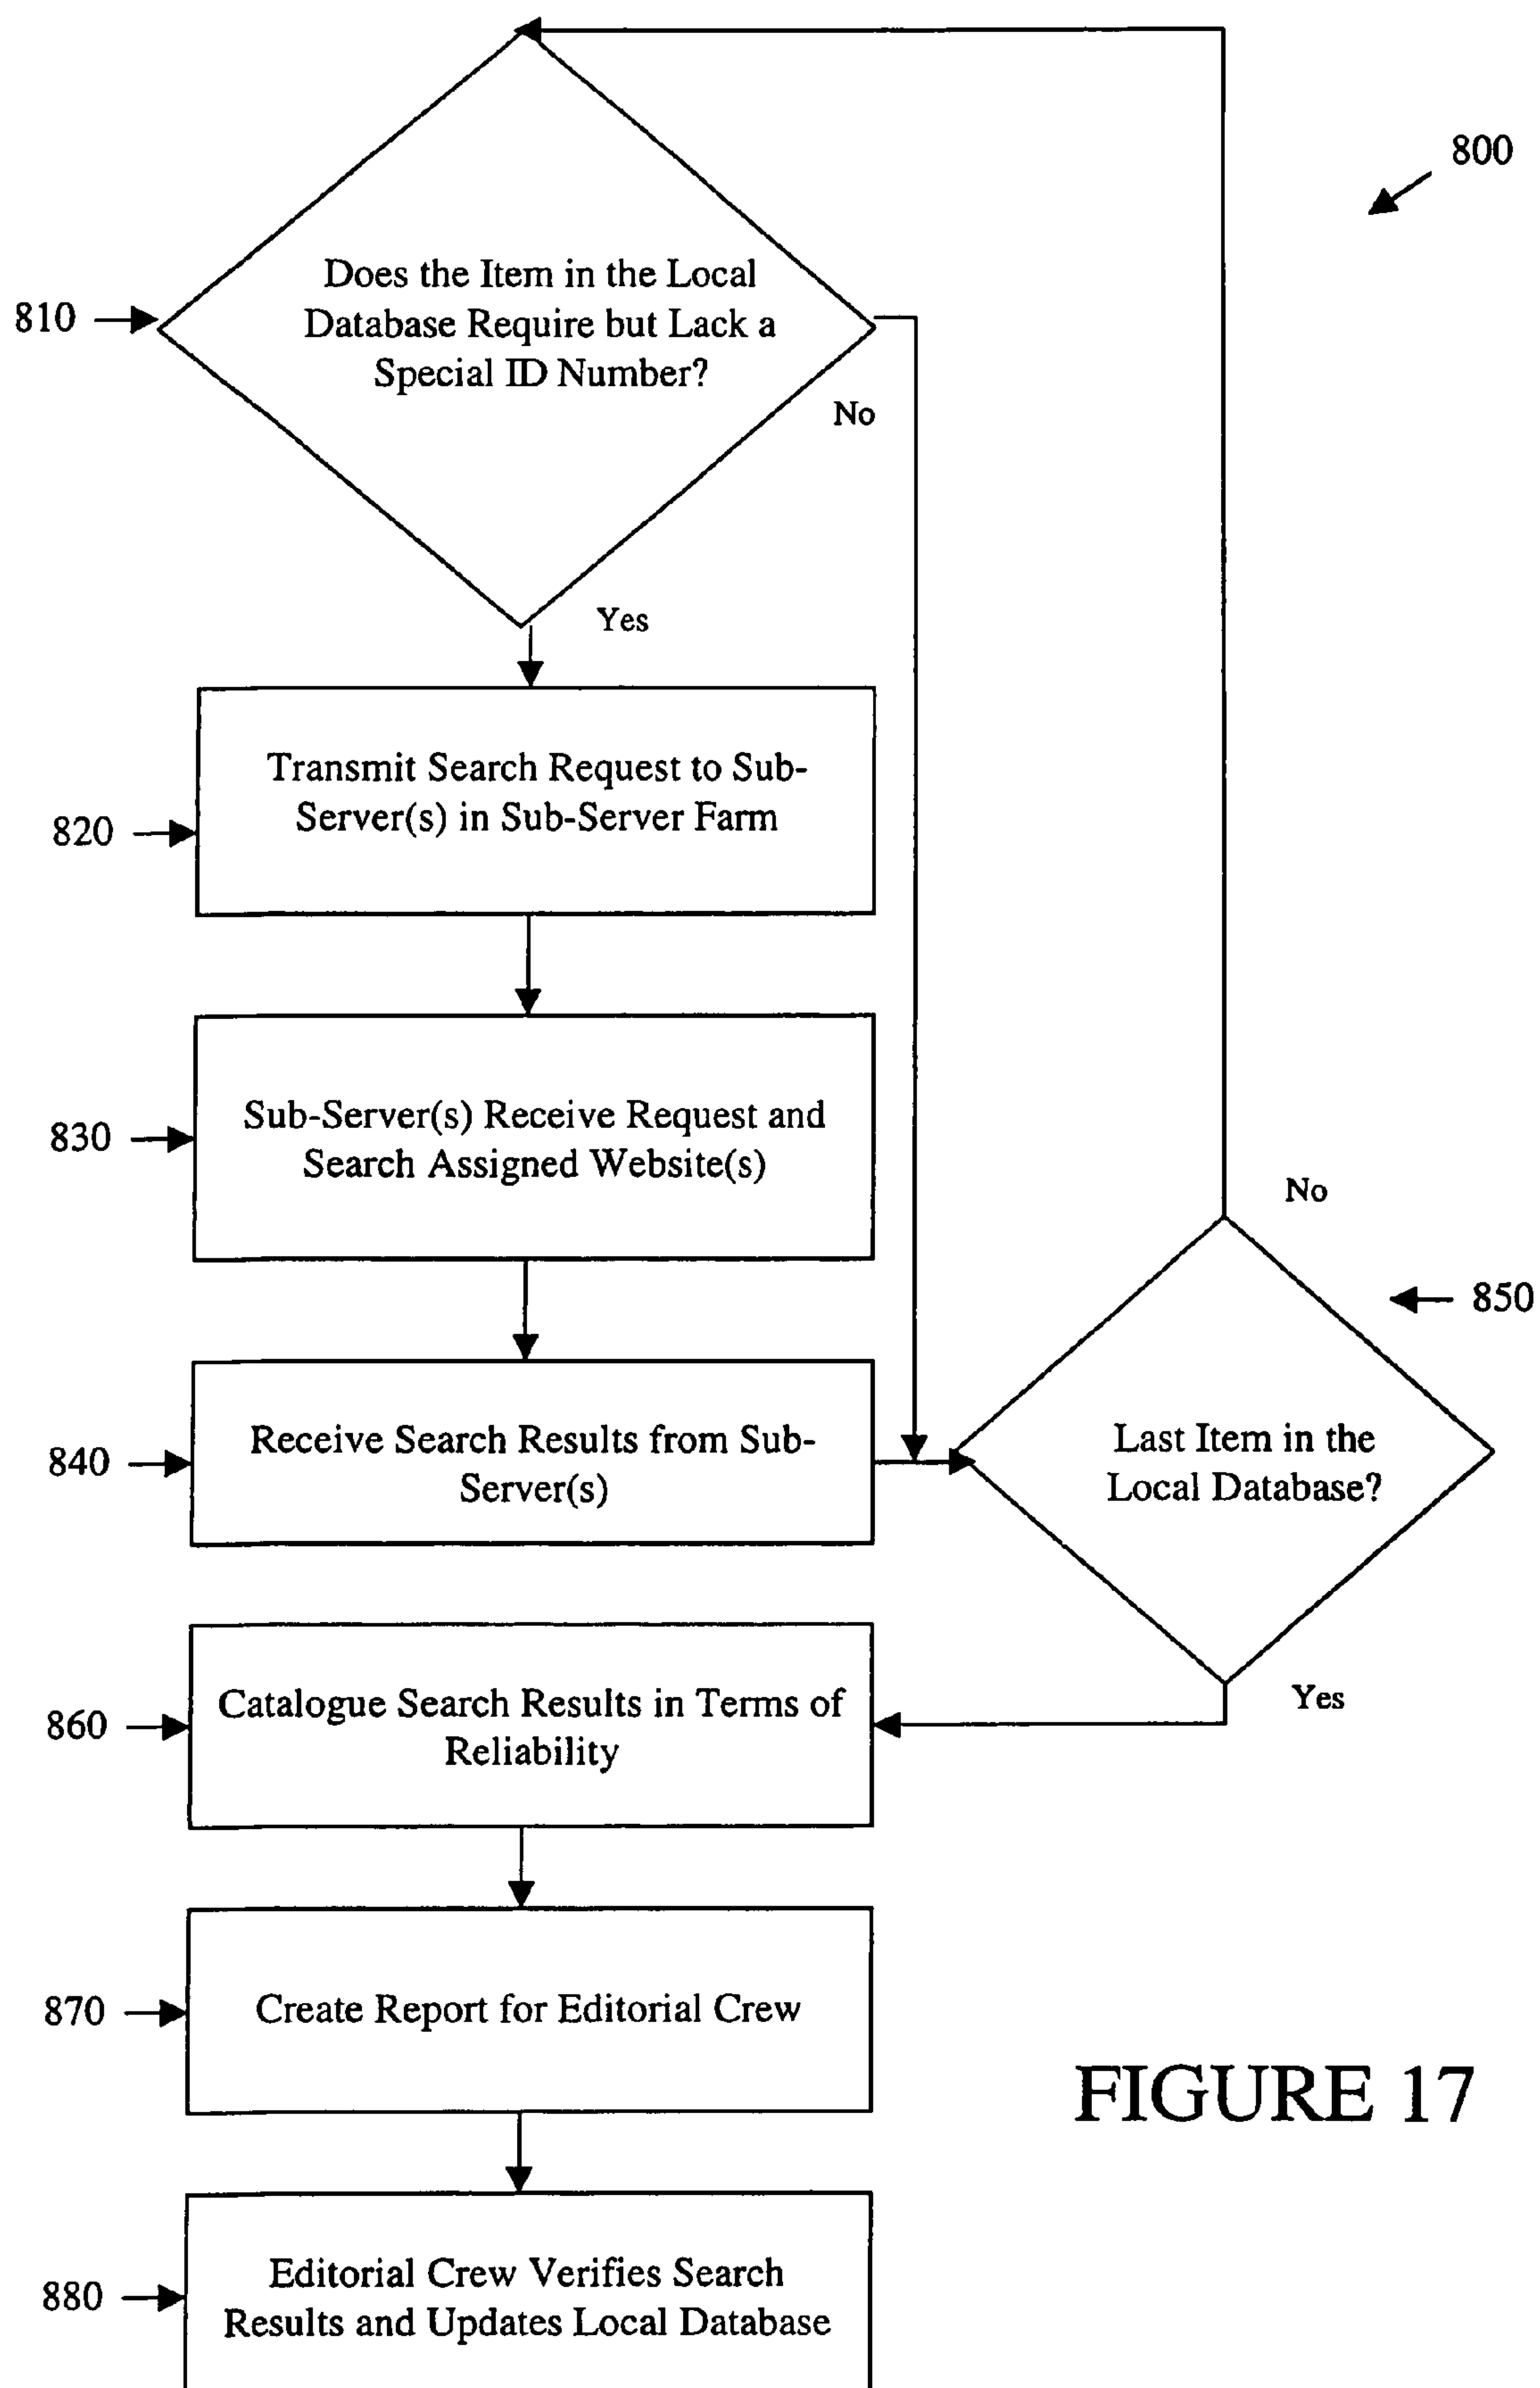 800
Does the Item in the Local
Database Require but Lack a
Special ID Number?
810
No
Yes
Transmit Search Request to Sub-
Server(s) in Sub-Server Farm
820
Sub-Server(s) Receive Request and
Search Assigned Website(s)
830
No
850
Receive Search Results from Sub-
Server(s)
840
Last Item in the
Local Database?
Yes
Catalogue Search Results in Terms of
Reliability
860
870
Create Report for Editorial Crew
FIGURE 17
Editorial Crew Verifies Search
Results and Updates Local Database
880